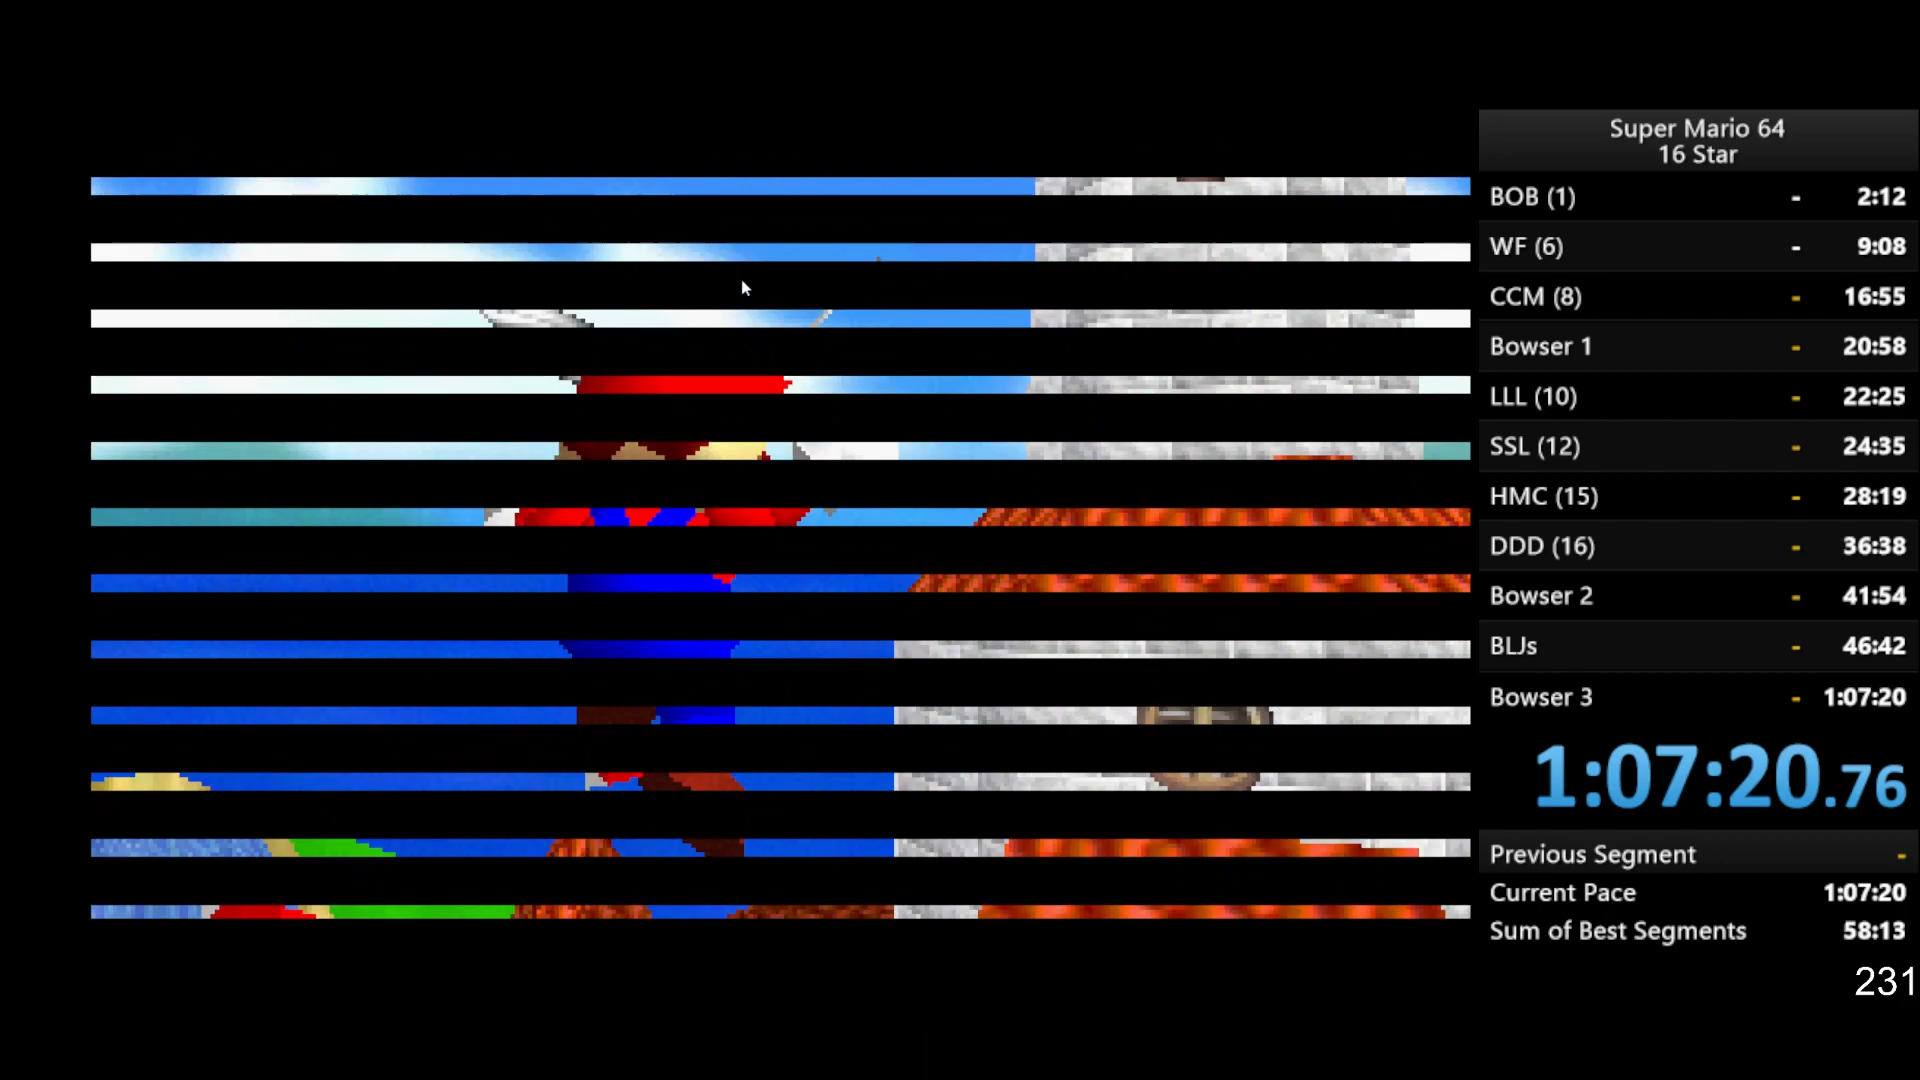 Super Mario 64
16 Star
BOB (1) - 2:12
WF (6) - 9:08
CCM (8) - 16:55
Bowser 1 - 20:58
LLL (10) - 22:25
SSL (12) - 24:35
HMC (15) - 28:19
DDD (16) - 36:38
Bowser 2 - 41:54
BLJs - 46:42
Bowser 3 - 1:07:20
1:07:20.76
Previous Segment -
Current Pace 1:07:20
Sum of Best Segments 58:13
231